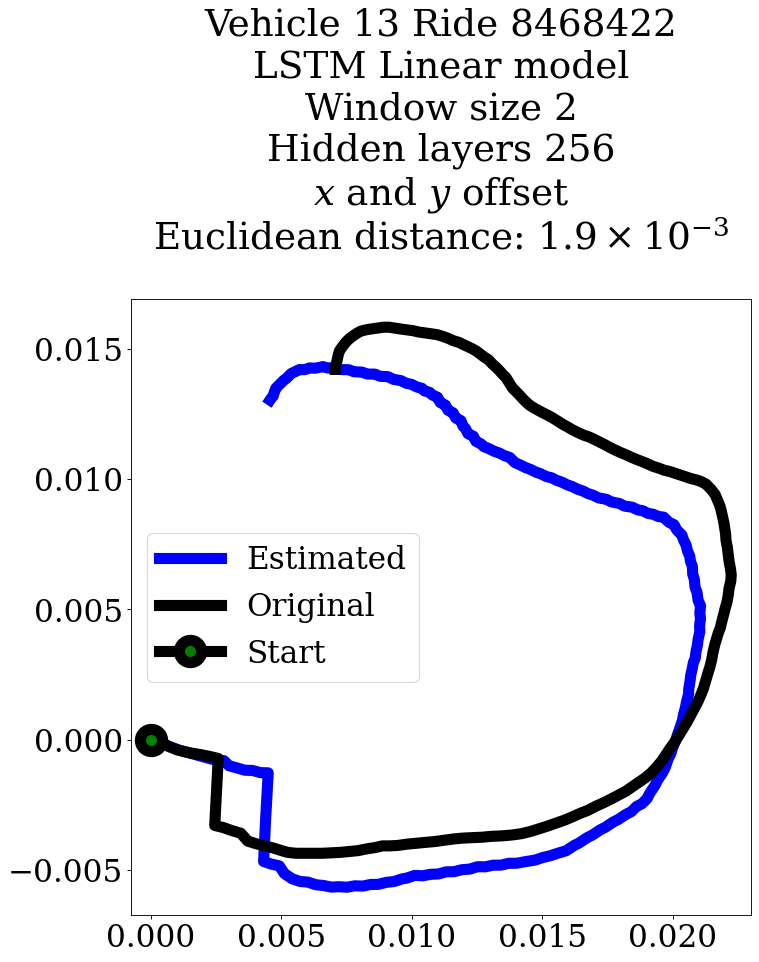 Vehicle 13 Ride 8468422
LSTM Linear model
Window size 2
Hidden layers 256
x and y offset
Euclidean distance: 1.9 × 10⁻³
0.015
0.010
0.005
0.000
−0.005
Estimated
Original
Start
0.000 0.005 0.010 0.015 0.020